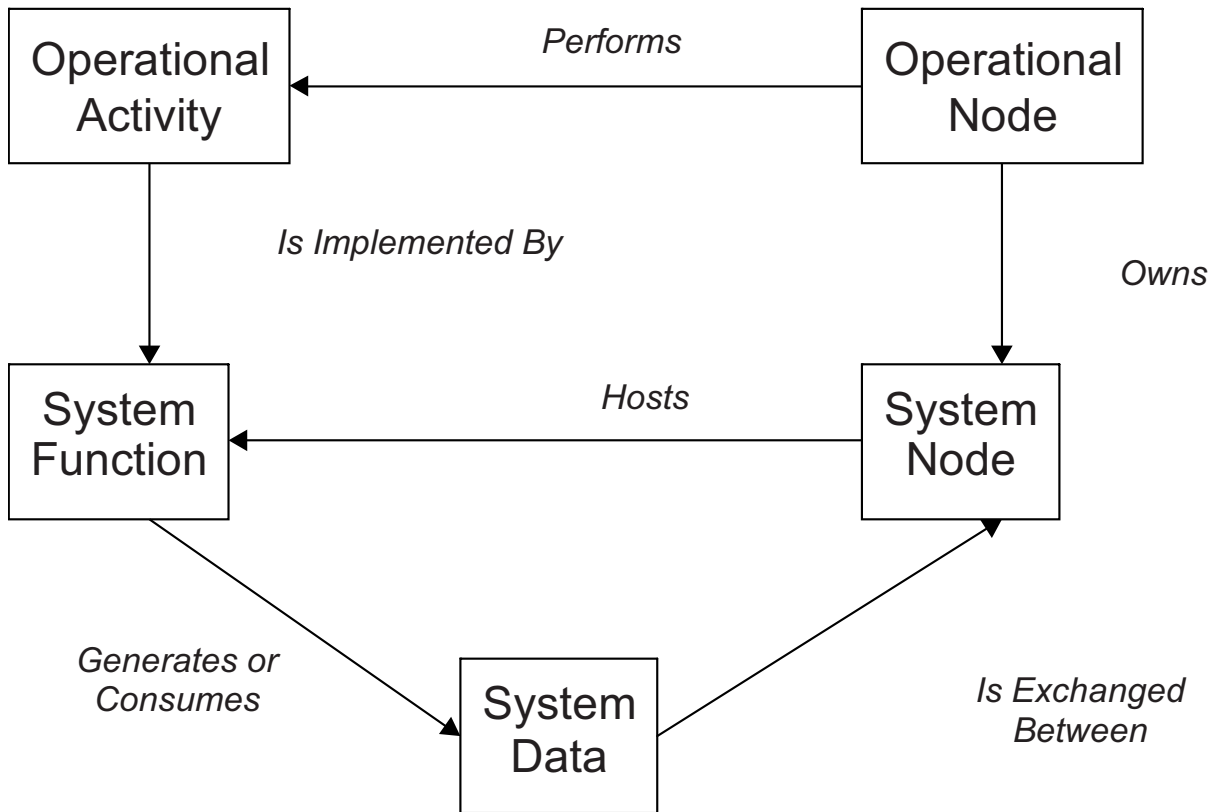 Operational
Activity
Performs
Operational
Node
Is Implemented By
Owns
System
Function
Hosts
System
Node
Generates or
Consumes
System
Data
Is Exchanged
Between